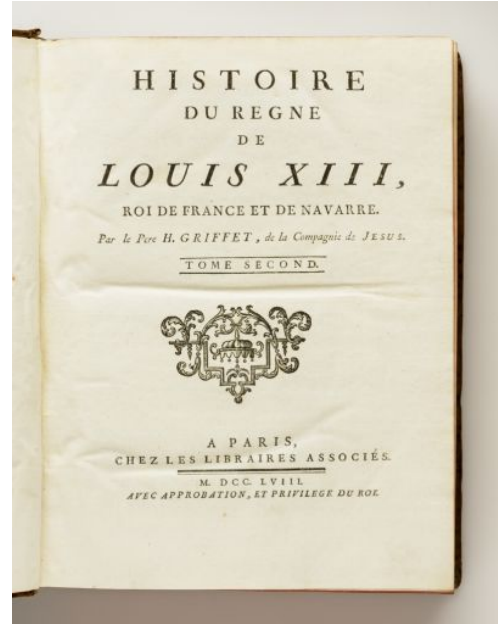 HISTOIRE
DU REGNE
DE
LOUIS XIII,
ROI DE FRANCE ET DE NAVARRE.
Par le Pere H. GRIFFET, de la Compagnie de JESUS.
TOME SECOND.
A PARIS,
CHEZ LES LIBRAIRES ASSOCIÉS.
M. DCC. LVIII.
AVEC APPROBATION, ET PRIVILEGE DU ROI.